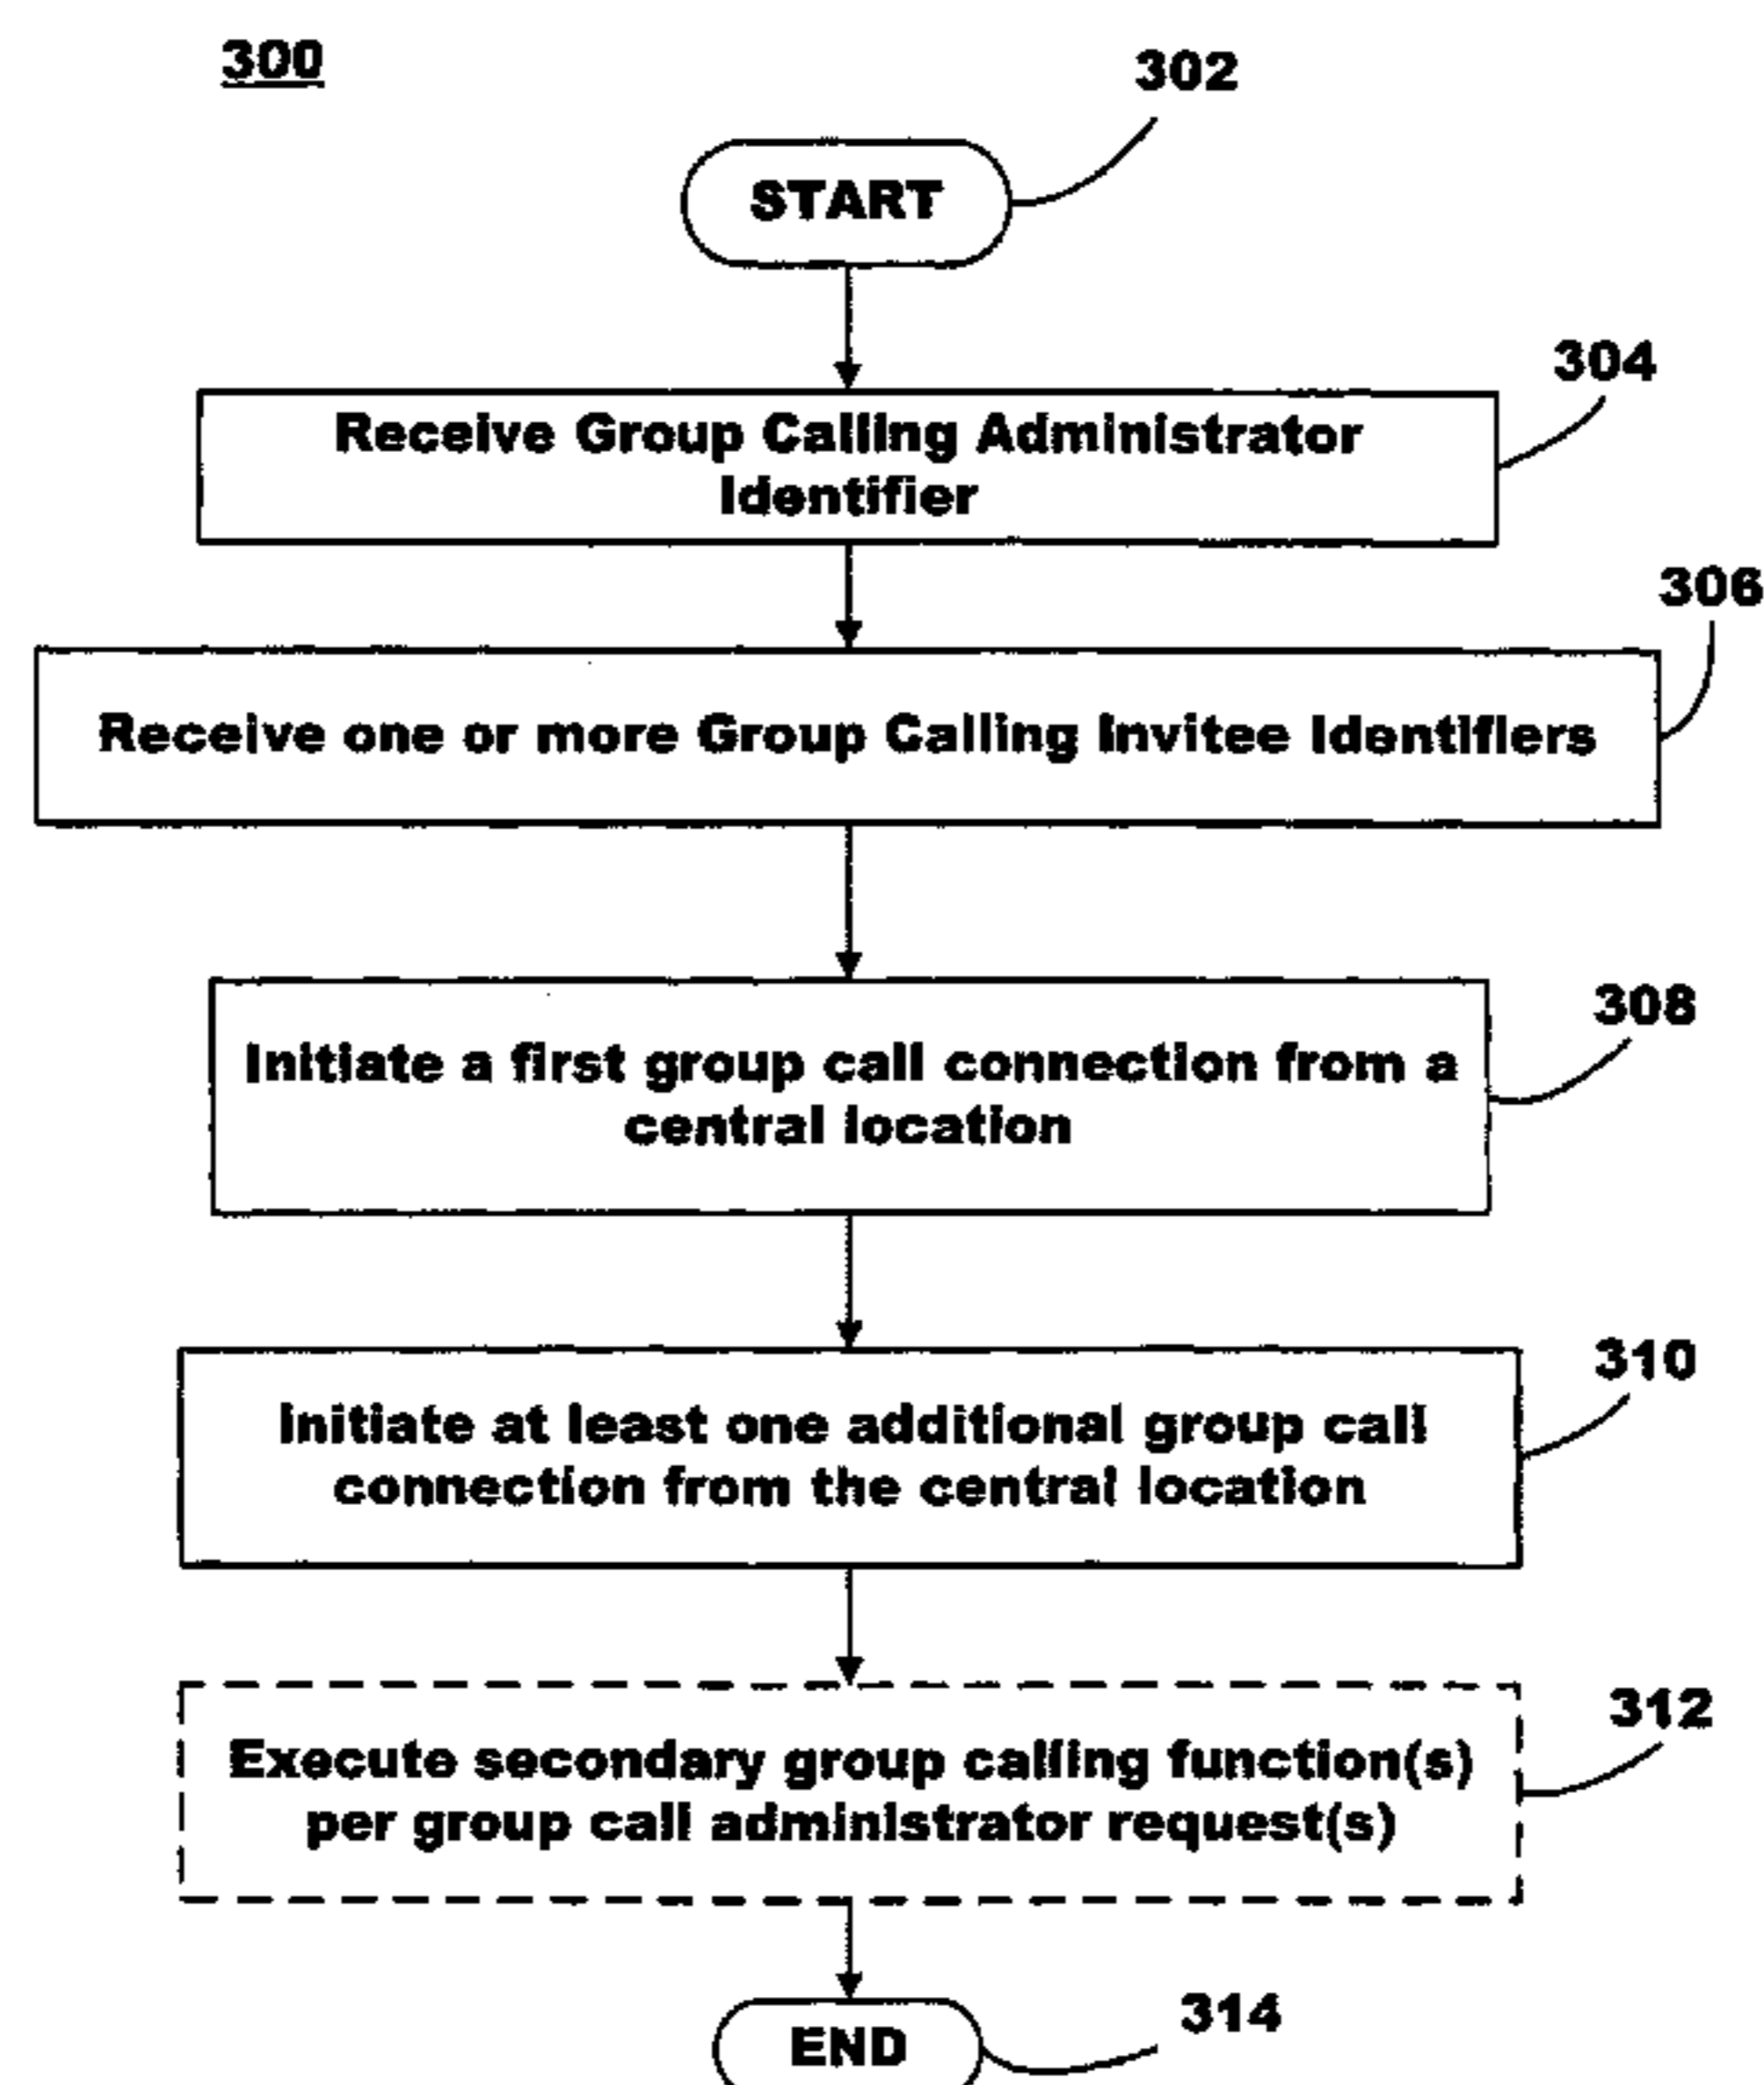 300
302
START
304
Receive Group Calling Administrator
Identifier
306
Receive one or more Group Calling Invitee Identifiers
308
Initiate a first group call connection from a
central location
310
Initiate at least one additional group call
connection from the central location
312
Execute secondary group calling function(s)
per group call administrator request(s)
314
END